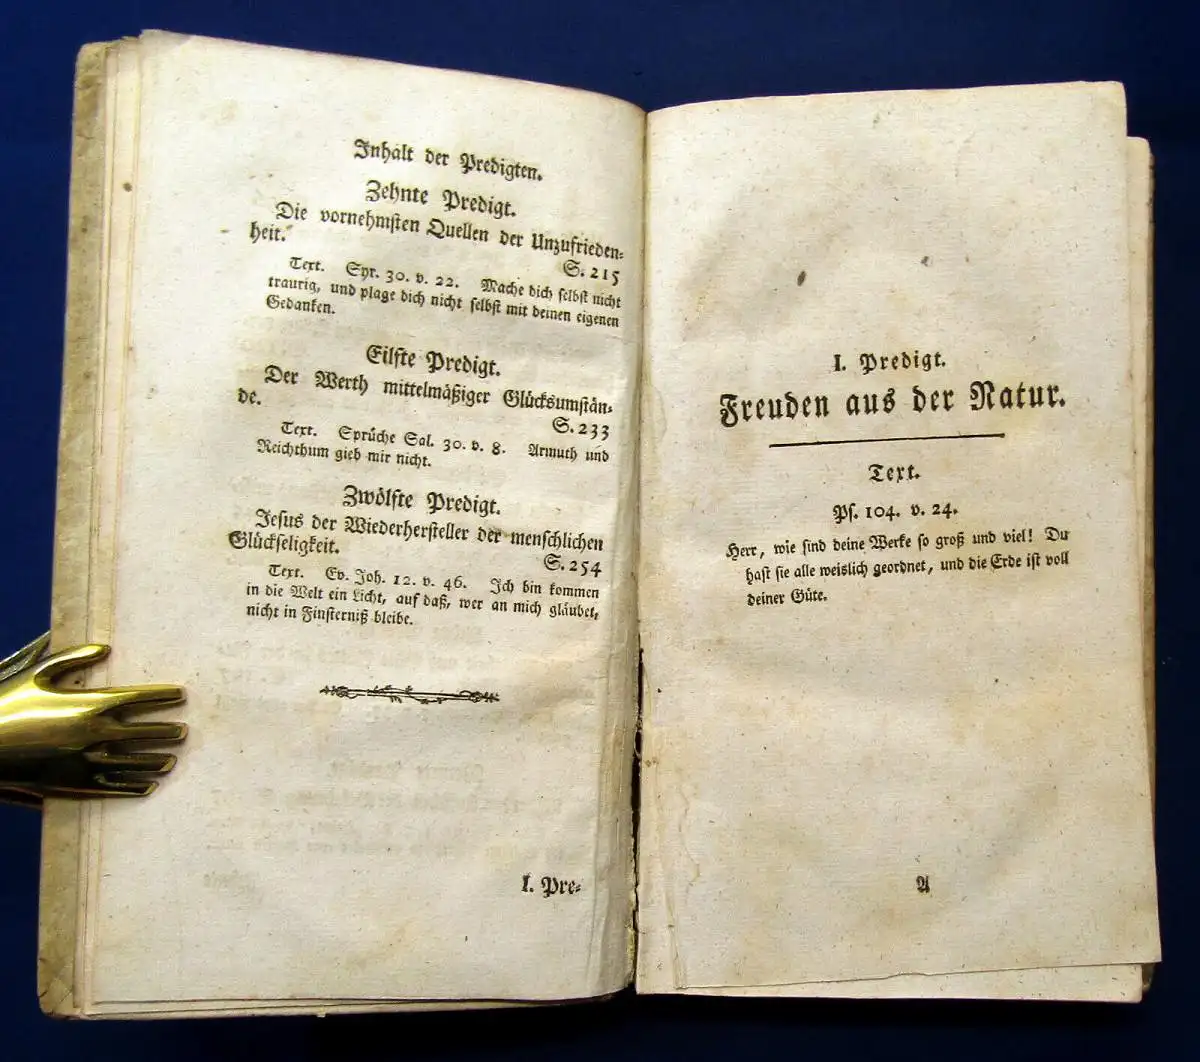 Inhalt der Predigten.
Zehnte Predigt.
Die vornehmsten Quellen der Unzufrieden-
heit.
S. 215
Text. Syr. 30. v. 22. Mache dich selbst nicht
traurig, und plage dich nicht selbst mit deinen eigenen
Gedanken.
Eilfte Predigt.
Der Werth mittelmäßiger Glücksumstän-
de.
S. 233
Text. Sprüche Sal. 30. v. 8. Armuth und
Reichthum gieb mir nicht.
Zwölfte Predigt.
Jesus der Wiederhersteller der menschlichen
Glückseligkeit.
S. 254
Text. Ev. Joh. 12. v. 46. Ich bin kommen
in die Welt ein Licht, auf daß, wer an mich gläubet,
nicht in Finsterniß bleibe.
I. Pre-
I. Predigt.
Freuden aus der Natur.
Text.
Ps. 104. v. 24.
Herr, wie sind deine Werke so groß und viel! Du
hast sie alle weislich geordnet, und die Erde ist voll
deiner Güte.
A